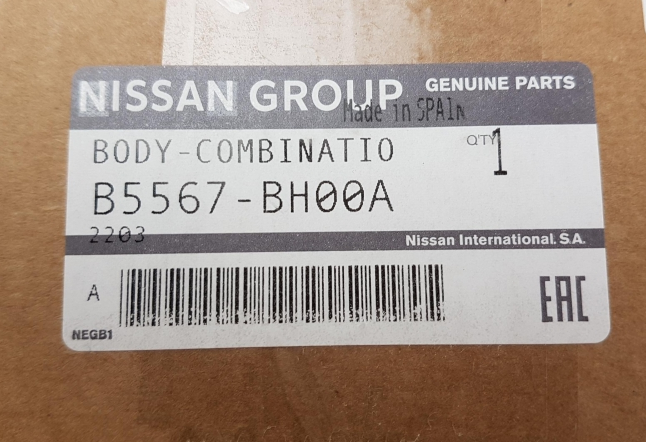 NISSAN GROUP GENUINE PARTS
Made in SPAIN
BODY-COMBINATIO QTY 1
B5567-BH00A
2203
Nissan International. S.A.
A
EAC
NEGB1